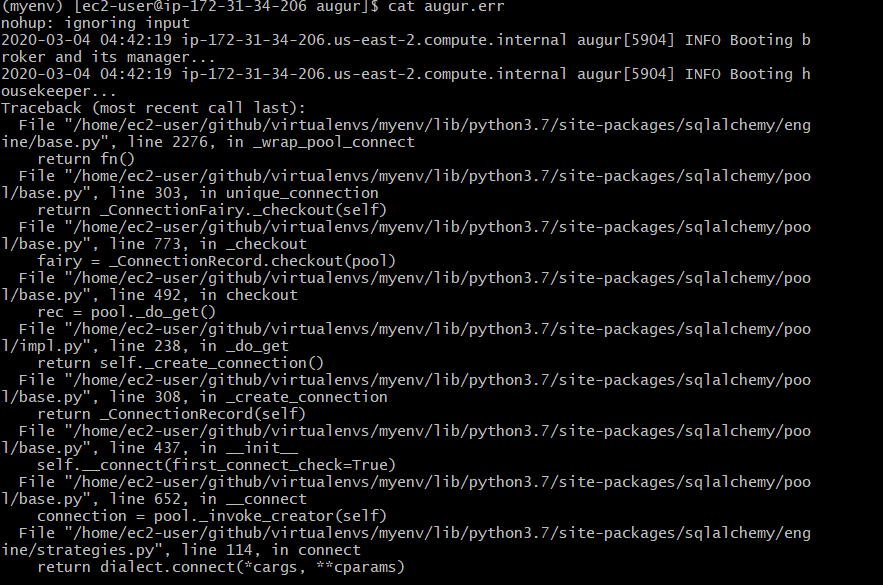 (myenv) [ec2-user@ip-172-31-34-206 augur]$ cat augur.err
nohup: ignoring input
2020-03-04 04:42:19 ip-172-31-34-206.us-east-2.compute.internal augur[5904] INFO Booting b
roker and its manager...
2020-03-04 04:42:19 ip-172-31-34-206.us-east-2.compute.internal augur[5904] INFO Booting h
ousekeeper...
Traceback (most recent call last):
  File "/home/ec2-user/github/virtualenvs/myenv/lib/python3.7/site-packages/sqlalchemy/eng
ine/base.py", line 2276, in _wrap_pool_connect
    return fn()
  File "/home/ec2-user/github/virtualenvs/myenv/lib/python3.7/site-packages/sqlalchemy/poo
l/base.py", line 303, in unique_connection
    return _ConnectionFairy._checkout(self)
  File "/home/ec2-user/github/virtualenvs/myenv/lib/python3.7/site-packages/sqlalchemy/poo
l/base.py", line 773, in _checkout
    fairy = _ConnectionRecord.checkout(pool)
  File "/home/ec2-user/github/virtualenvs/myenv/lib/python3.7/site-packages/sqlalchemy/poo
l/base.py", line 492, in checkout
    rec = pool._do_get()
  File "/home/ec2-user/github/virtualenvs/myenv/lib/python3.7/site-packages/sqlalchemy/poo
l/impl.py", line 238, in _do_get
    return self._create_connection()
  File "/home/ec2-user/github/virtualenvs/myenv/lib/python3.7/site-packages/sqlalchemy/poo
l/base.py", line 308, in _create_connection
    return _ConnectionRecord(self)
  File "/home/ec2-user/github/virtualenvs/myenv/lib/python3.7/site-packages/sqlalchemy/poo
l/base.py", line 437, in __init__
    self.__connect(first_connect_check=True)
  File "/home/ec2-user/github/virtualenvs/myenv/lib/python3.7/site-packages/sqlalchemy/poo
l/base.py", line 652, in __connect
    connection = pool._invoke_creator(self)
  File "/home/ec2-user/github/virtualenvs/myenv/lib/python3.7/site-packages/sqlalchemy/eng
ine/strategies.py", line 114, in connect
    return dialect.connect(*cargs, **cparams)